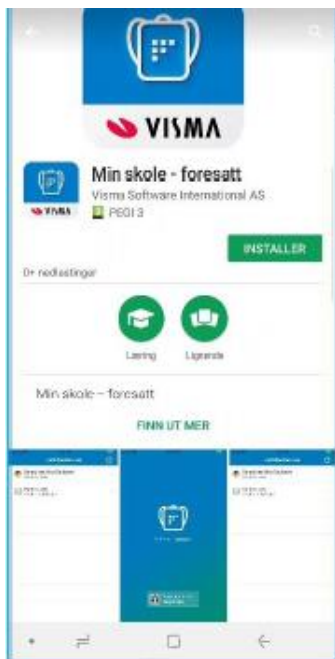 VISMA
Min skole - foresatt
Visma Software International AS
PEGI 3
VISMA
INSTALLER
0+ nedlastinger
Læring
Lignende
Min skole – foresatt
FINN UT MER